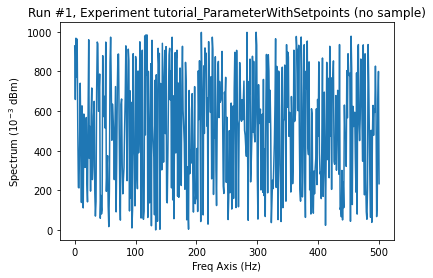 Run #1, Experiment tutorial_ParameterWithSetpoints (no sample)
1000
800
600
400
200
0
Spectrum (10⁻³ dBm)
0 100 200 300 400 500
Freq Axis (Hz)